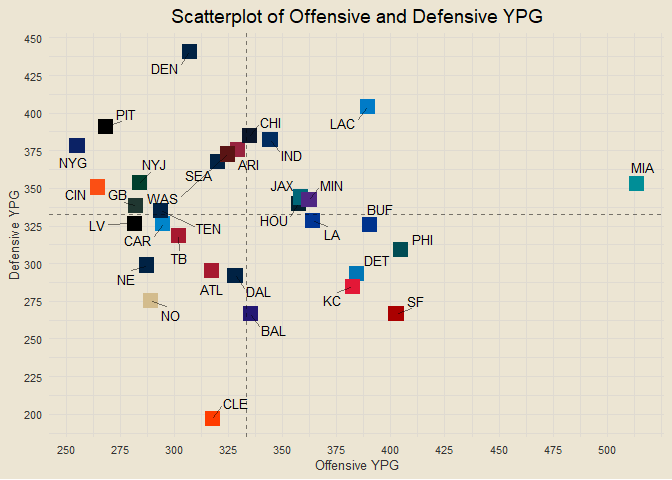 Scatterplot of Offensive and Defensive YPG
450
DEN
425
LAC
400
PIT
CHI
375
NYG
NYJ
SEA
ARI
IND
MIA
350
CIN
GB
WAS
JAX
MIN
325
LV
CAR
TEN
HOU
LA
BUF
TB
PHI
300
NE
ATL
DAL
DET
275
NO
KC
SF
250
BAL
225
200
CLE
250 275 300 325 350 375 400 425 450 475 500
Offensive YPG
Defensive YPG